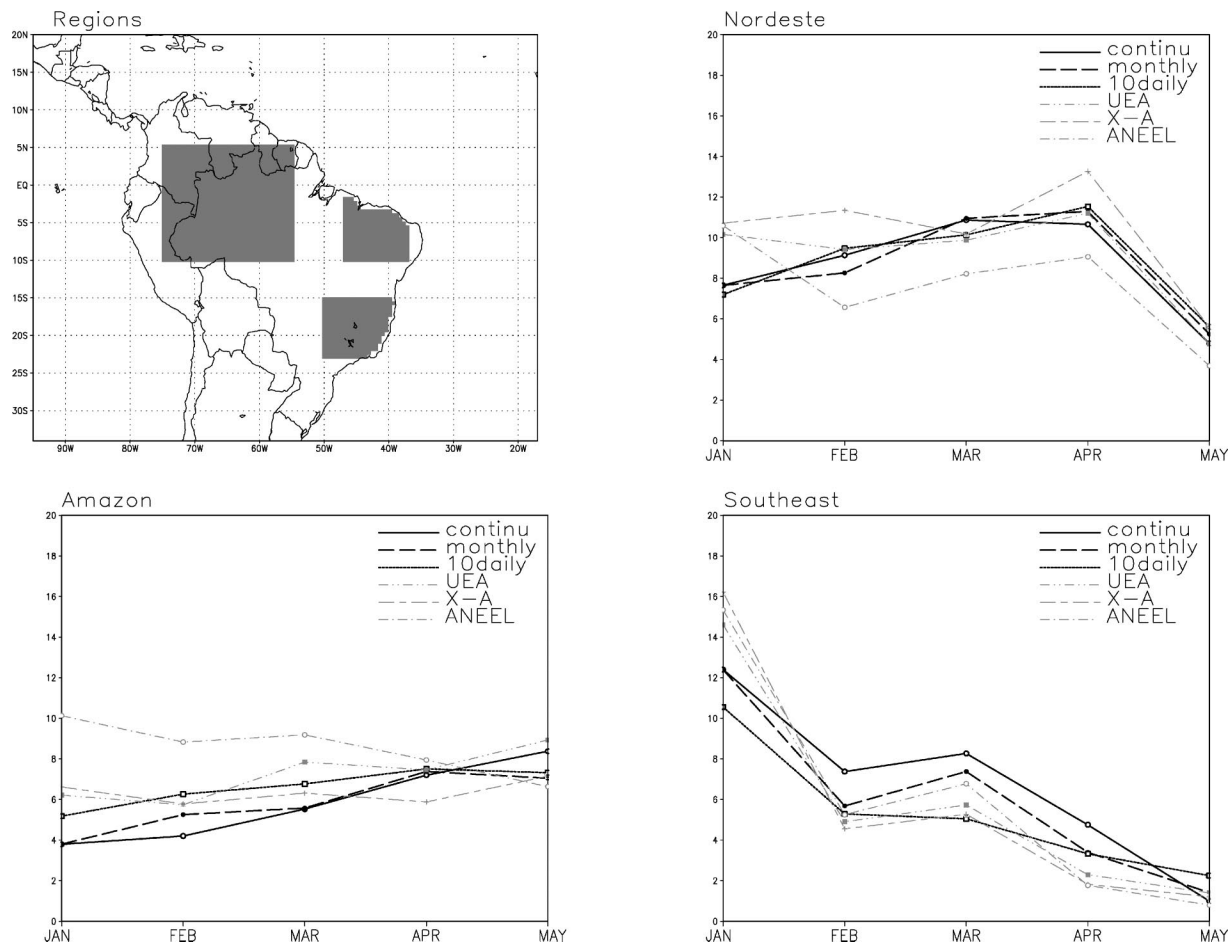 Regions
20N
15N
10N
5N
EQ
5S
10S
15S
20S
25S
30S
90W 80W 70W 60W 50W 40W 30W 20W
Nordeste
20
18
16
14
12
10
8
6
4
2
0
JAN FEB MAR APR MAY
continu
monthly
10daily
UEA
X-A
ANEEL
Amazon
20
18
16
14
12
10
8
6
4
2
0
JAN FEB MAR APR MAY
continu
monthly
10daily
UEA
X-A
ANEEL
Southeast
20
18
16
14
12
10
8
6
4
2
0
JAN FEB MAR APR MAY
continu
monthly
10daily
UEA
X-A
ANEEL